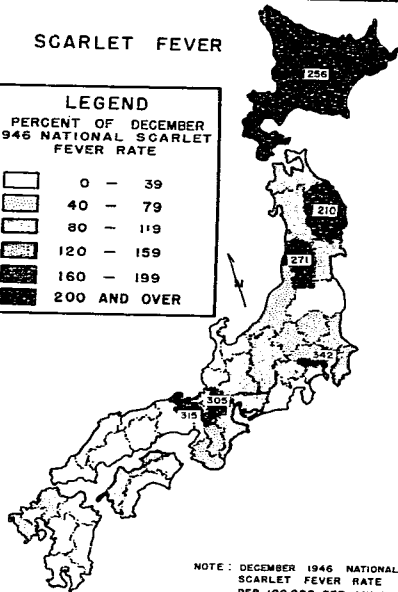 SCARLET FEVER
LEGEND
PERCENT OF DECEMBER
946 NATIONAL SCARLET
FEVER RATE
0 — 39
40 — 79
80 — 119
120 — 159
160 — 199
200 AND OVER
256
210
271
342
305
315
N
NOTE: DECEMBER 1946 NATIONAL
SCARLET FEVER RATE